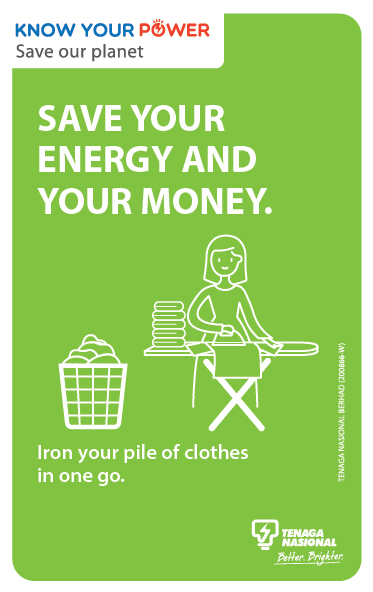 KNOW YOUR POWER
Save our planet
SAVE YOUR
ENERGY AND
YOUR MONEY.
Iron your pile of clothes
in one go.
TENAGA NASIONAL BERHAD (200866-W)
TENAGA
NASIONAL
Better. Brighter.